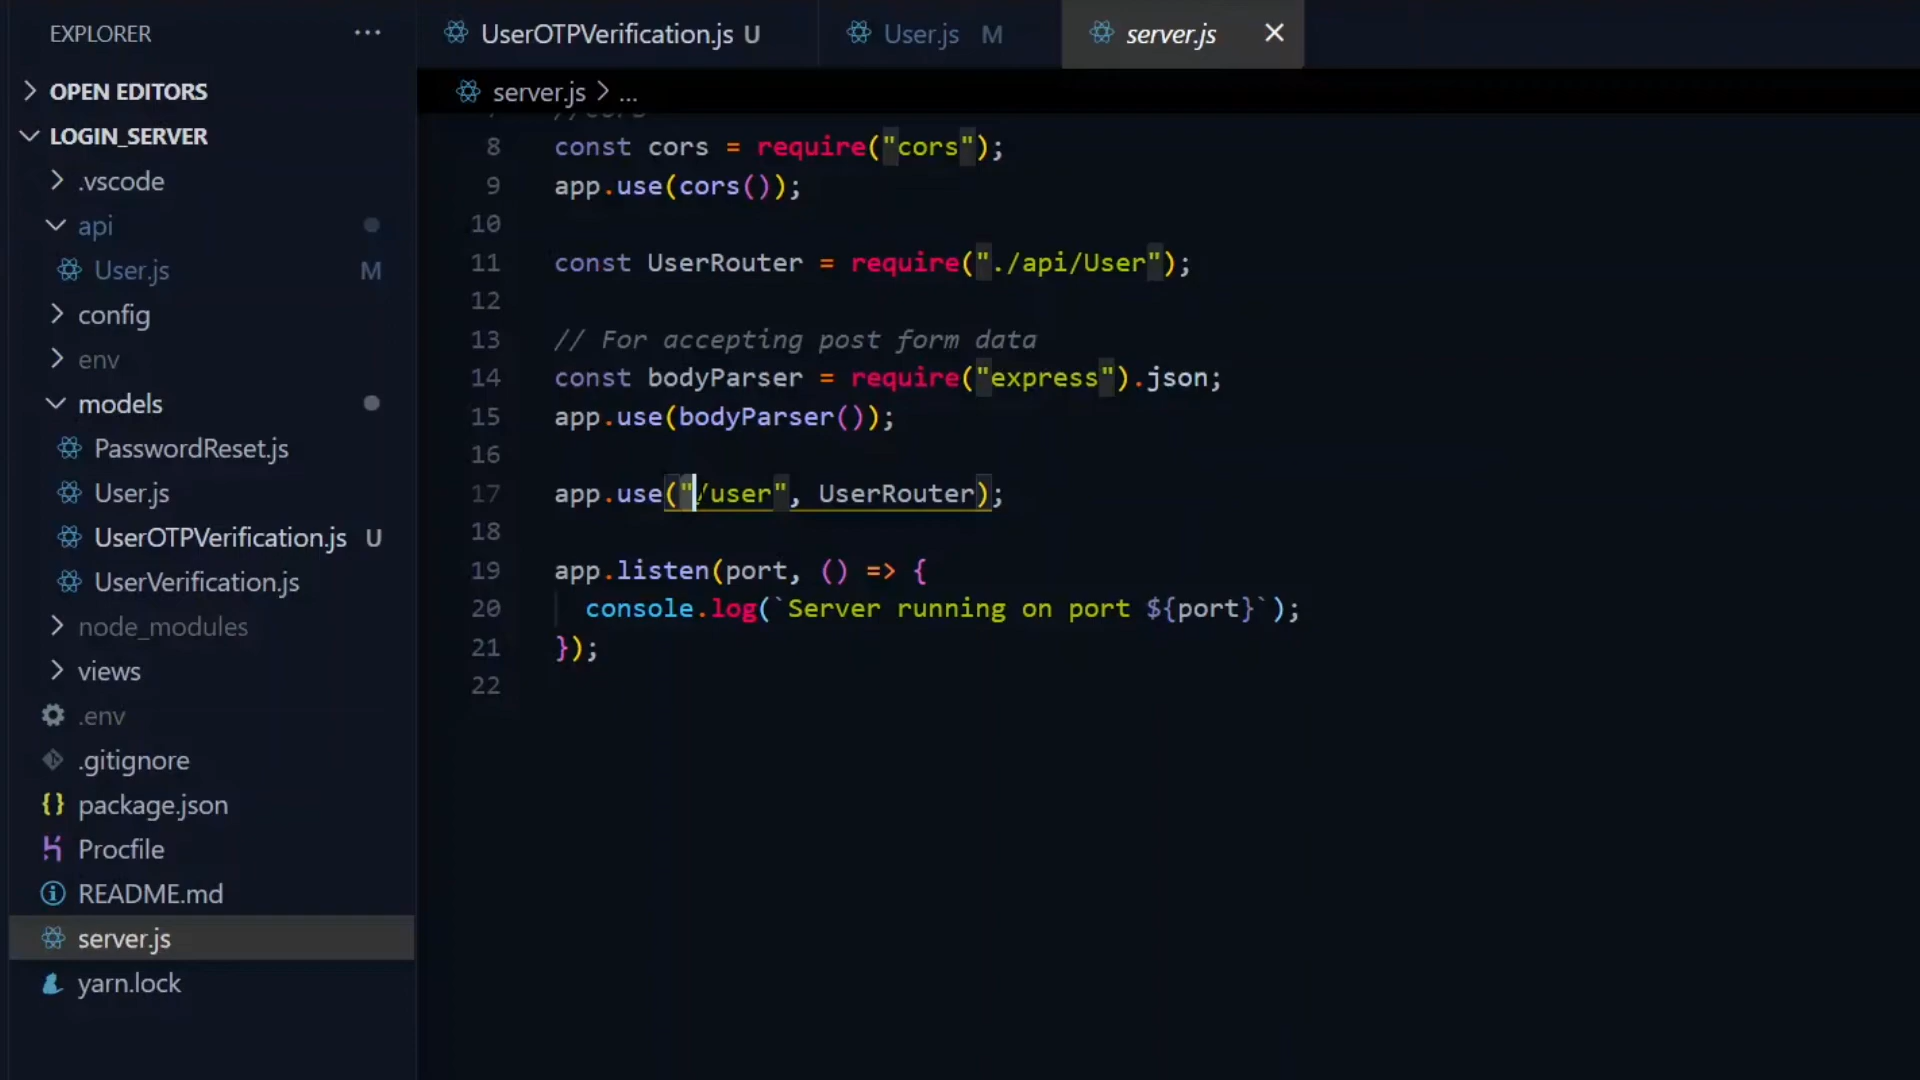 EXPLORER
···
OPEN EDITORS
LOGIN_SERVER
.vscode
api
User.js M
config
env
models
PasswordReset.js
User.js
UserOTPVerification.js U
UserVerification.js
node_modules
views
.env
.gitignore
package.json
Procfile
README.md
server.js
yarn.lock
UserOTPVerification.js U
User.js M
server.js
server.js > ...
8 const cors = require("cors");
9 app.use(cors());
10
11 const UserRouter = require("./api/User");
12
13 // For accepting post form data
14 const bodyParser = require("express").json;
15 app.use(bodyParser());
16
17 app.use("/user", UserRouter);
18
19 app.listen(port, () => {
20 console.log(`Server running on port ${port}`);
21 });
22